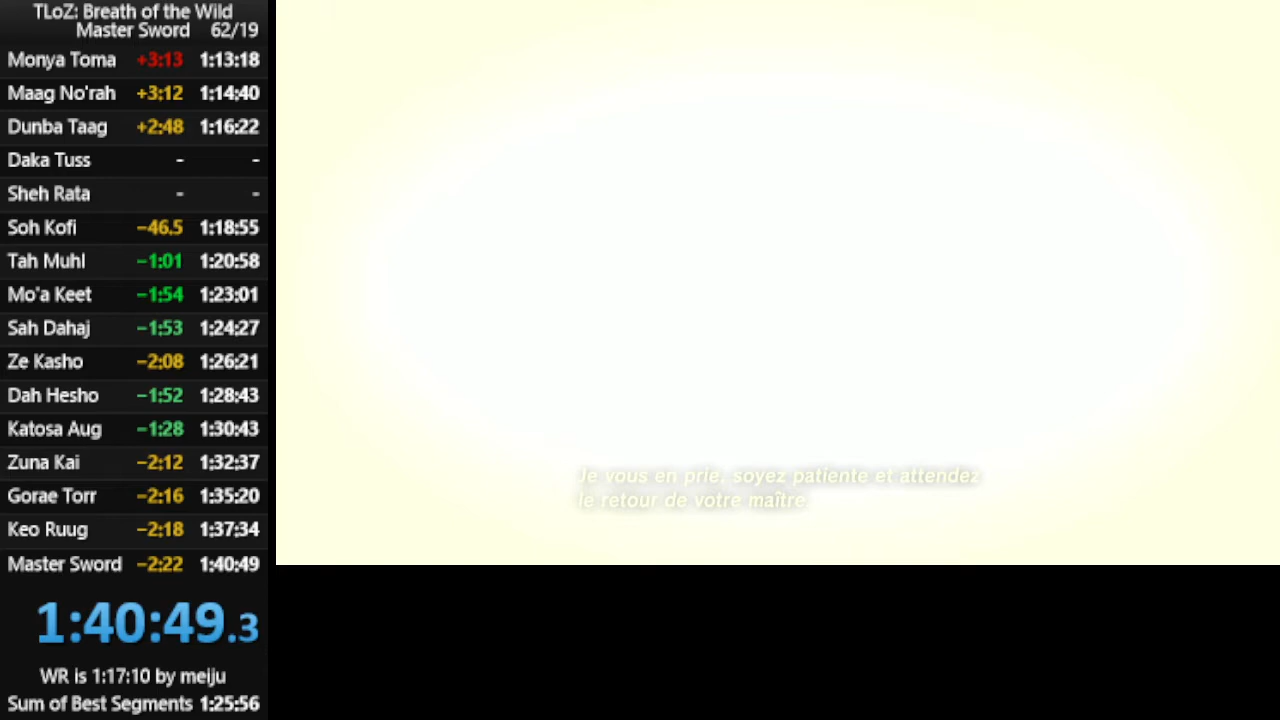 TLoZ: Breath of the Wild
Master Sword 62/19
Monya Toma +3:13 1:13:18
Maag No'rah +3:12 1:14:40
Dunba Taag +2:48 1:16:22
Daka Tuss - -
Sheh Rata - -
Soh Kofi −46.5 1:18:55
Tah Muhl −1:01 1:20:58
Mo'a Keet −1:54 1:23:01
Sah Dahaj −1:53 1:24:27
Ze Kasho −2:08 1:26:21
Dah Hesho −1:52 1:28:43
Katosa Aug −1:28 1:30:43
Zuna Kai −2:12 1:32:37
Gorae Torr −2:16 1:35:20
Keo Ruug −2:18 1:37:34
Master Sword −2:22 1:40:49
1:40:49.3
WR is 1:17:10 by meiju
Sum of Best Segments 1:25:56
Je vous en prie, soyez patiente et attendez
le retour de votre maître.